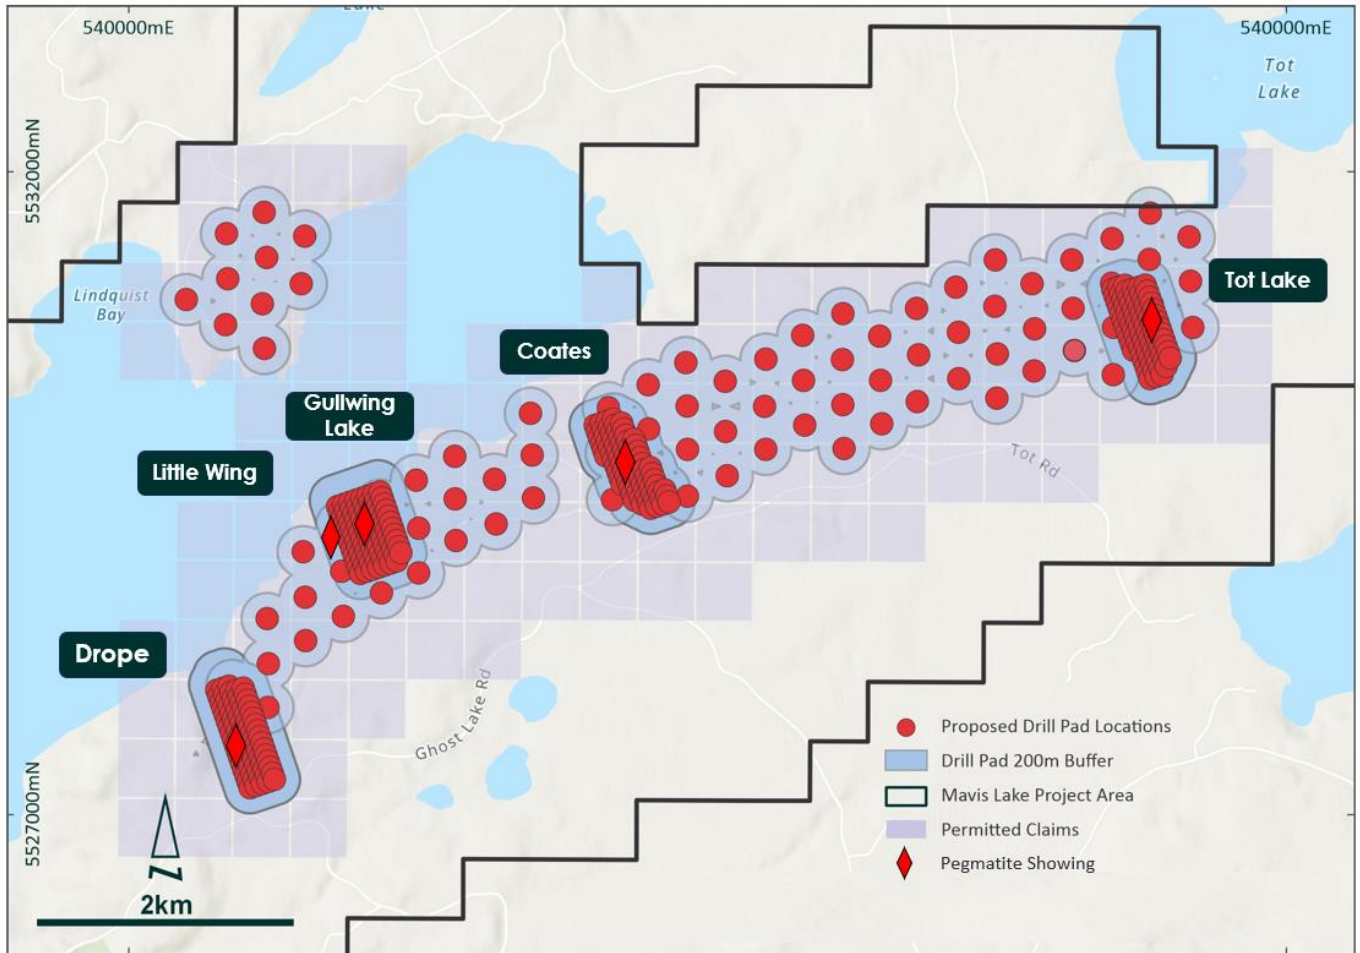 Lake
540000mE
540000mE
Tot
Lake
5532000mN
Lindquist
Bay
Tot Lake
Coates
Gullwing
Lake
Little Wing
Tot Rd
Drope
Ghost Lake Rd
Proposed Drill Pad Locations
Drill Pad 200m Buffer
Mavis Lake Project Area
Permitted Claims
Pegmatite Showing
5527000mN
N
2km